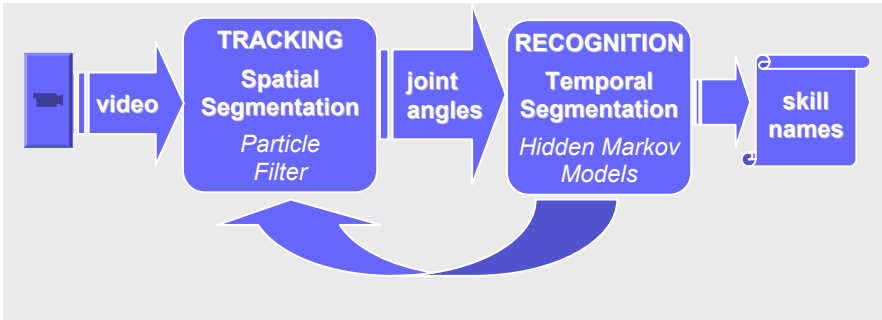 video
TRACKING
Spatial
Segmentation
Particle
Filter
joint
angles
RECOGNITION
Temporal
Segmentation
Hidden Markov
Models
skill
names